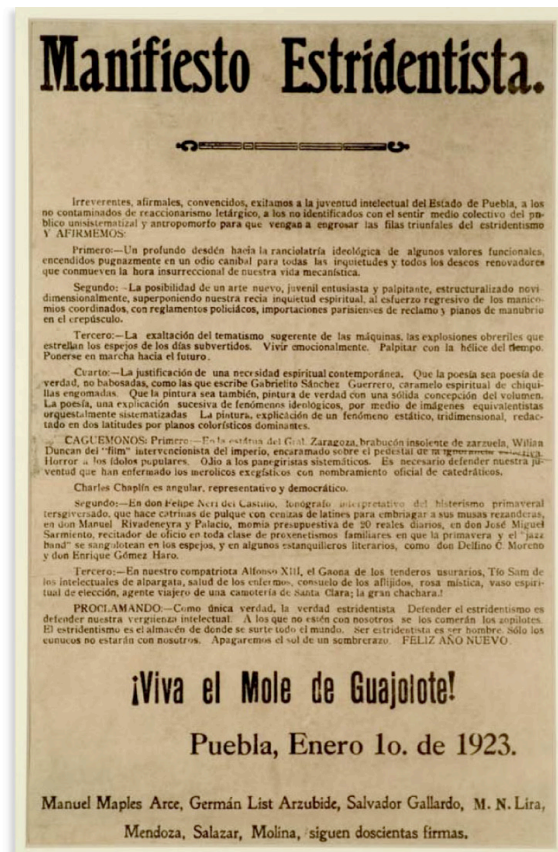 Manifiesto Estridentista.
Irreverentes, afirmales, convencidos, exitamos a la juventud intelectual del Estado de Puebla, a los
no contaminados de reaccionarismo letárgico, a los no identificados con el sentir medio colectivo del pu-
blico unisistematizal y antropomorfo para que vengan a engrosar las filas triunfales del estridentismo
Y AFIRMEMOS:
Primero:—Un profundo desdén hacia la ranciolatría ideológica de algunos valores funcionales,
encendidos pugnazmente en un odio canibal para todas las inquietudes y todos los deseos renovadores
que conmueven la hora insurreccional de nuestra vida mecanística.
Segundo: —La posibilidad de un arte nuevo, juvenil entusiasta y palpitante, estructuralizado novi-
dimensionalmente, superponiendo nuestra recia inquietud espiritual, al esfuerzo regresivo de los manico-
mios coordinados, con reglamentos policiácos, importaciones parisienses de reclamo y pianos de manubrio
en el crepúsculo.
Tercero:—La exaltación del tematismo sugerente de las máquinas, las explosiones obreriles que
estrellan los espejos de los días subvertidos. Vivir emocionalmente. Palpitar con la hélice del tiempo.
Ponerse en marcha hacia el futuro.
Cuarto:—La justificación de una necesidad espiritual contemporánea. Que la poesía sea poesía de
verdad, no babosadas, como las que escribe Gabrielito Sánchez Guerrero, caramelo espiritual de chiqui-
llas engomadas. Que la pintura sea también, pintura de verdad con una sólida concepción del volumen.
La poesía, una explicación sucesiva de fenómenos ideológicos, por medio de imágenes equivalentistas
orquestalmente sistematizadas La pintura, explicación de un fenómeno estático, tridimensional, redac-
tado en dos latitudes por planos colorísticos dominantes.
CAGUEMONOS: Primero:—En la estátua del Gral. Zaragoza, brabucón insolente de zarzuela, Wilian
Duncan del "film" intervencionista del imperio, encaramado sobre el pedestal de la ignorancia
Horror a los ídolos populares. Odio a los panegiristas sistemáticos. Es necesario defender nuestra ju-
ventud que han enfermado los merolicos exegísticos con nombramiento oficial de catedráticos.
Charles Chaplín es angular, representativo y democrático.
Segundo:—En don Felipe Neri del Castillo, fonógrafo interpretativo del histerismo primaveral
tergiversado, que hace catrinas de pulque con cenizas de latines para embriagar a sus musas rezanderas,
en don Manuel Rivadeneyra y Palacio, momia presupuestiva de 20 reales diarios, en don José Miguel
Sarmiento, recitador de oficio en toda clase de proxenetismos familiares en que la primavera y el "jazz
band" se sangolotean en los espejos, y en algunos estanquilleros literarios, como don Delfino C. Moreno
y don Enrique Gómez Haro.
Tercero:—En nuestro compatriota Alfonso XIII, el Gaona de los tenderos usurarios, Tío Sam de
los intelectuales de alpargata, salud de los enfermos, consuelo de los aflijidos, rosa mística, vaso espiri-
tual de elección, agente viajero de una camotería de Santa Clara; la gran chachara.!
PROCLAMANDO:—Como única verdad, la verdad estridentista Defender el estridentismo es
defender nuestra vergüenza intelectual A los que no estén con nosotros se los comerán los zopilotes.
El estridentismo es el almacén de donde se surte todo el mundo. Ser estridentista es ser hombre. Sólo los
eunucos no estarán con nosotros. Apagaremos el sol de un sombrerazo. FELIZ AÑO NUEVO
¡Viva el Mole de Guajolote!
Puebla, Enero 1o. de 1923.
Manuel Maples Arce, Germán List Arzubide, Salvador Gallardo, M. N. Lira,
Mendoza, Salazar, Molina, siguen doscientas firmas.